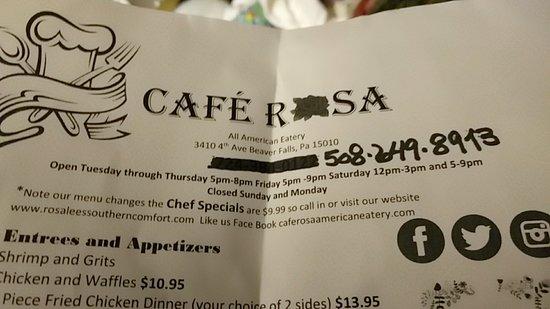 CAFÉ ROSA
All American Eatery
3410 4th Ave Beaver Falls, Pa 15010
508-249-8913
Open Tuesday through Thursday 5pm-8pm Friday 5pm -9pm Saturday 12pm-3pm and 5-9pm
Closed Sunday and Monday
*Note our menu changes the Chef Specials are $9.99 so call in or visit our website
www.rosaleessoutherncomfort.com Like us Face Book caferosaamericaneatery.com
Entrees and Appetizers
Shrimp and Grits
Chicken and Waffles $10.95
Piece Fried Chicken Dinner (your choice of 2 sides) $13.95